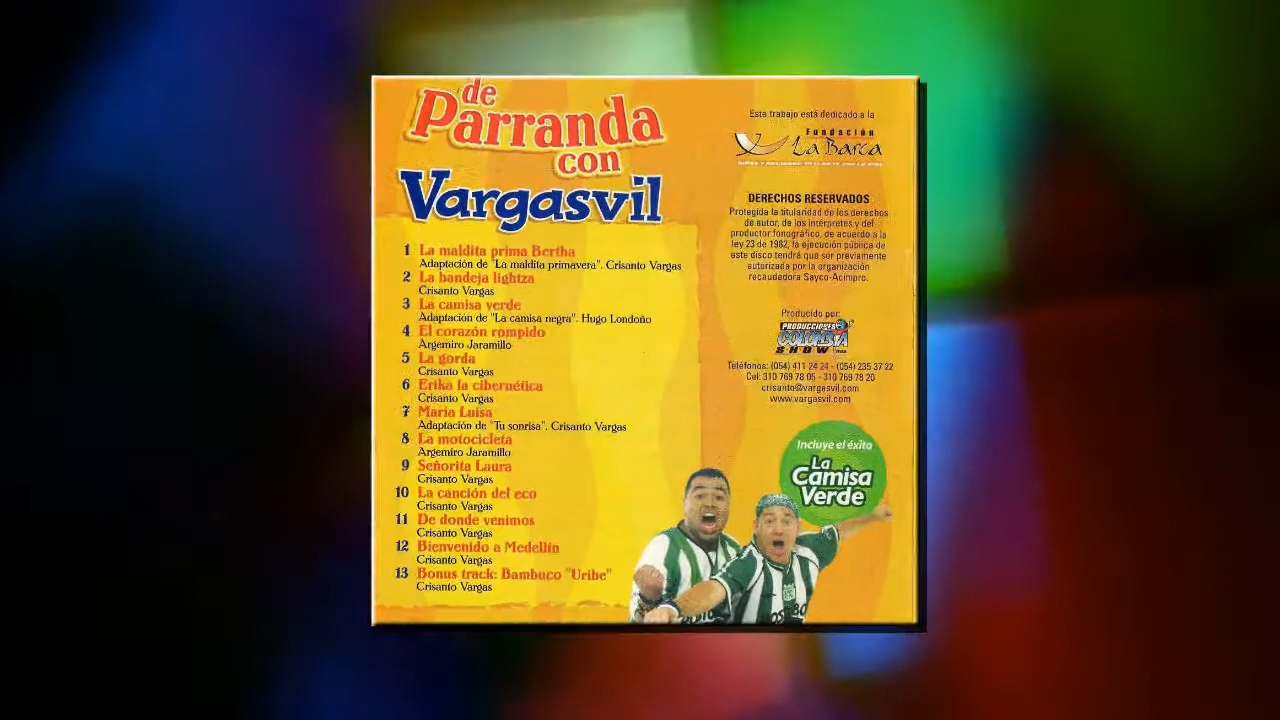 de
Parranda
con
Vargasvil
1 La maldita prima Bertha
Adaptación de "La maldita primavera". Crisanto Vargas
2 La bandeja lightza
Crisanto Vargas
3 La camisa verde
Adaptación de "La camisa negra". Hugo Londoño
4 El corazón rompido
Argemiro Jaramillo
5 La gorda
Crisanto Vargas
6 Erika la cibernética
Crisanto Vargas
7 María Luisa
Adaptación de "Tu sonrisa". Crisanto Vargas
8 La motocicleta
Argemiro Jaramillo
9 Señorita Laura
Crisanto Vargas
10 La canción del eco
Crisanto Vargas
11 De donde venimos
Crisanto Vargas
12 Bienvenido a Medellín
Crisanto Vargas
13 Bonus track: Bambuco "Uribe"
Crisanto Vargas
Este trabajo está dedicado a la
Fundación
La Barca
DERECHOS RESERVADOS
Protegida la titularidad de los derechos
de autor, de los intérpretes y del
productor fonográfico, de acuerdo a la
ley 23 de 1982, la ejecución pública de
este disco tendrá que ser previamente
autorizada por la organización
recaudadora Sayco-Acimpro.
Producido por:
PRODUCCIONES
COLOMBIA
SHOW
Teléfonos: (054) 411 24 24 - (054) 235 37 22
Cel: 310 769 78 05 - 310 769 78 20
crisanto@vargasvil.com
www.vargasvil.com
Incluye el éxito
La
Camisa
Verde